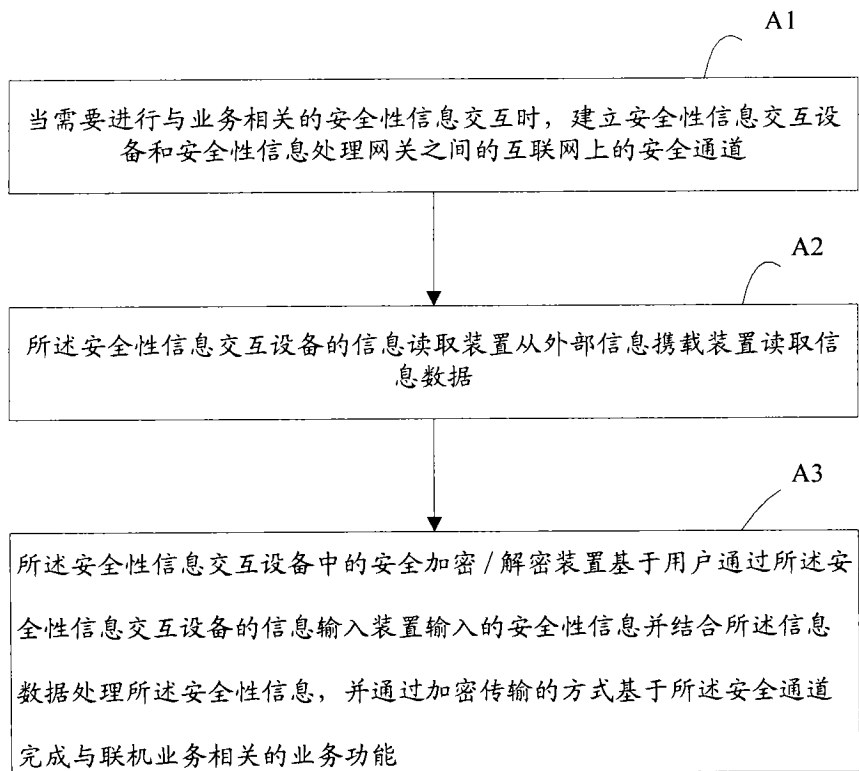 A1
当需要进行与业务相关的安全性信息交互时，建立安全性信息交互设
备和安全性信息处理网关之间的互联网上的安全通道
A2
所述安全性信息交互设备的信息读取装置从外部信息携载装置读取信
息数据
A3
所述安全性信息交互设备中的安全加密/解密装置基于用户通过所述安
全性信息交互设备的信息输入装置输入的安全性信息并结合所述信息
数据处理所述安全性信息，并通过加密传输的方式基于所述安全通道
完成与联机业务相关的业务功能